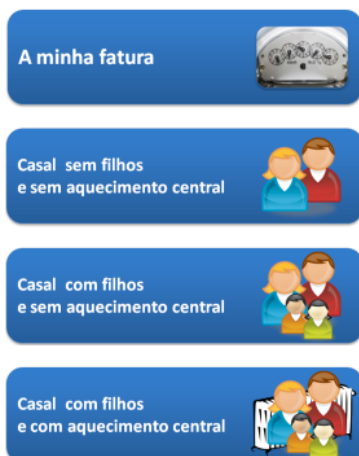 A minha fatura
Casal sem filhos
e sem aquecimento central
Casal com filhos
e sem aquecimento central
Casal com filhos
e com aquecimento central